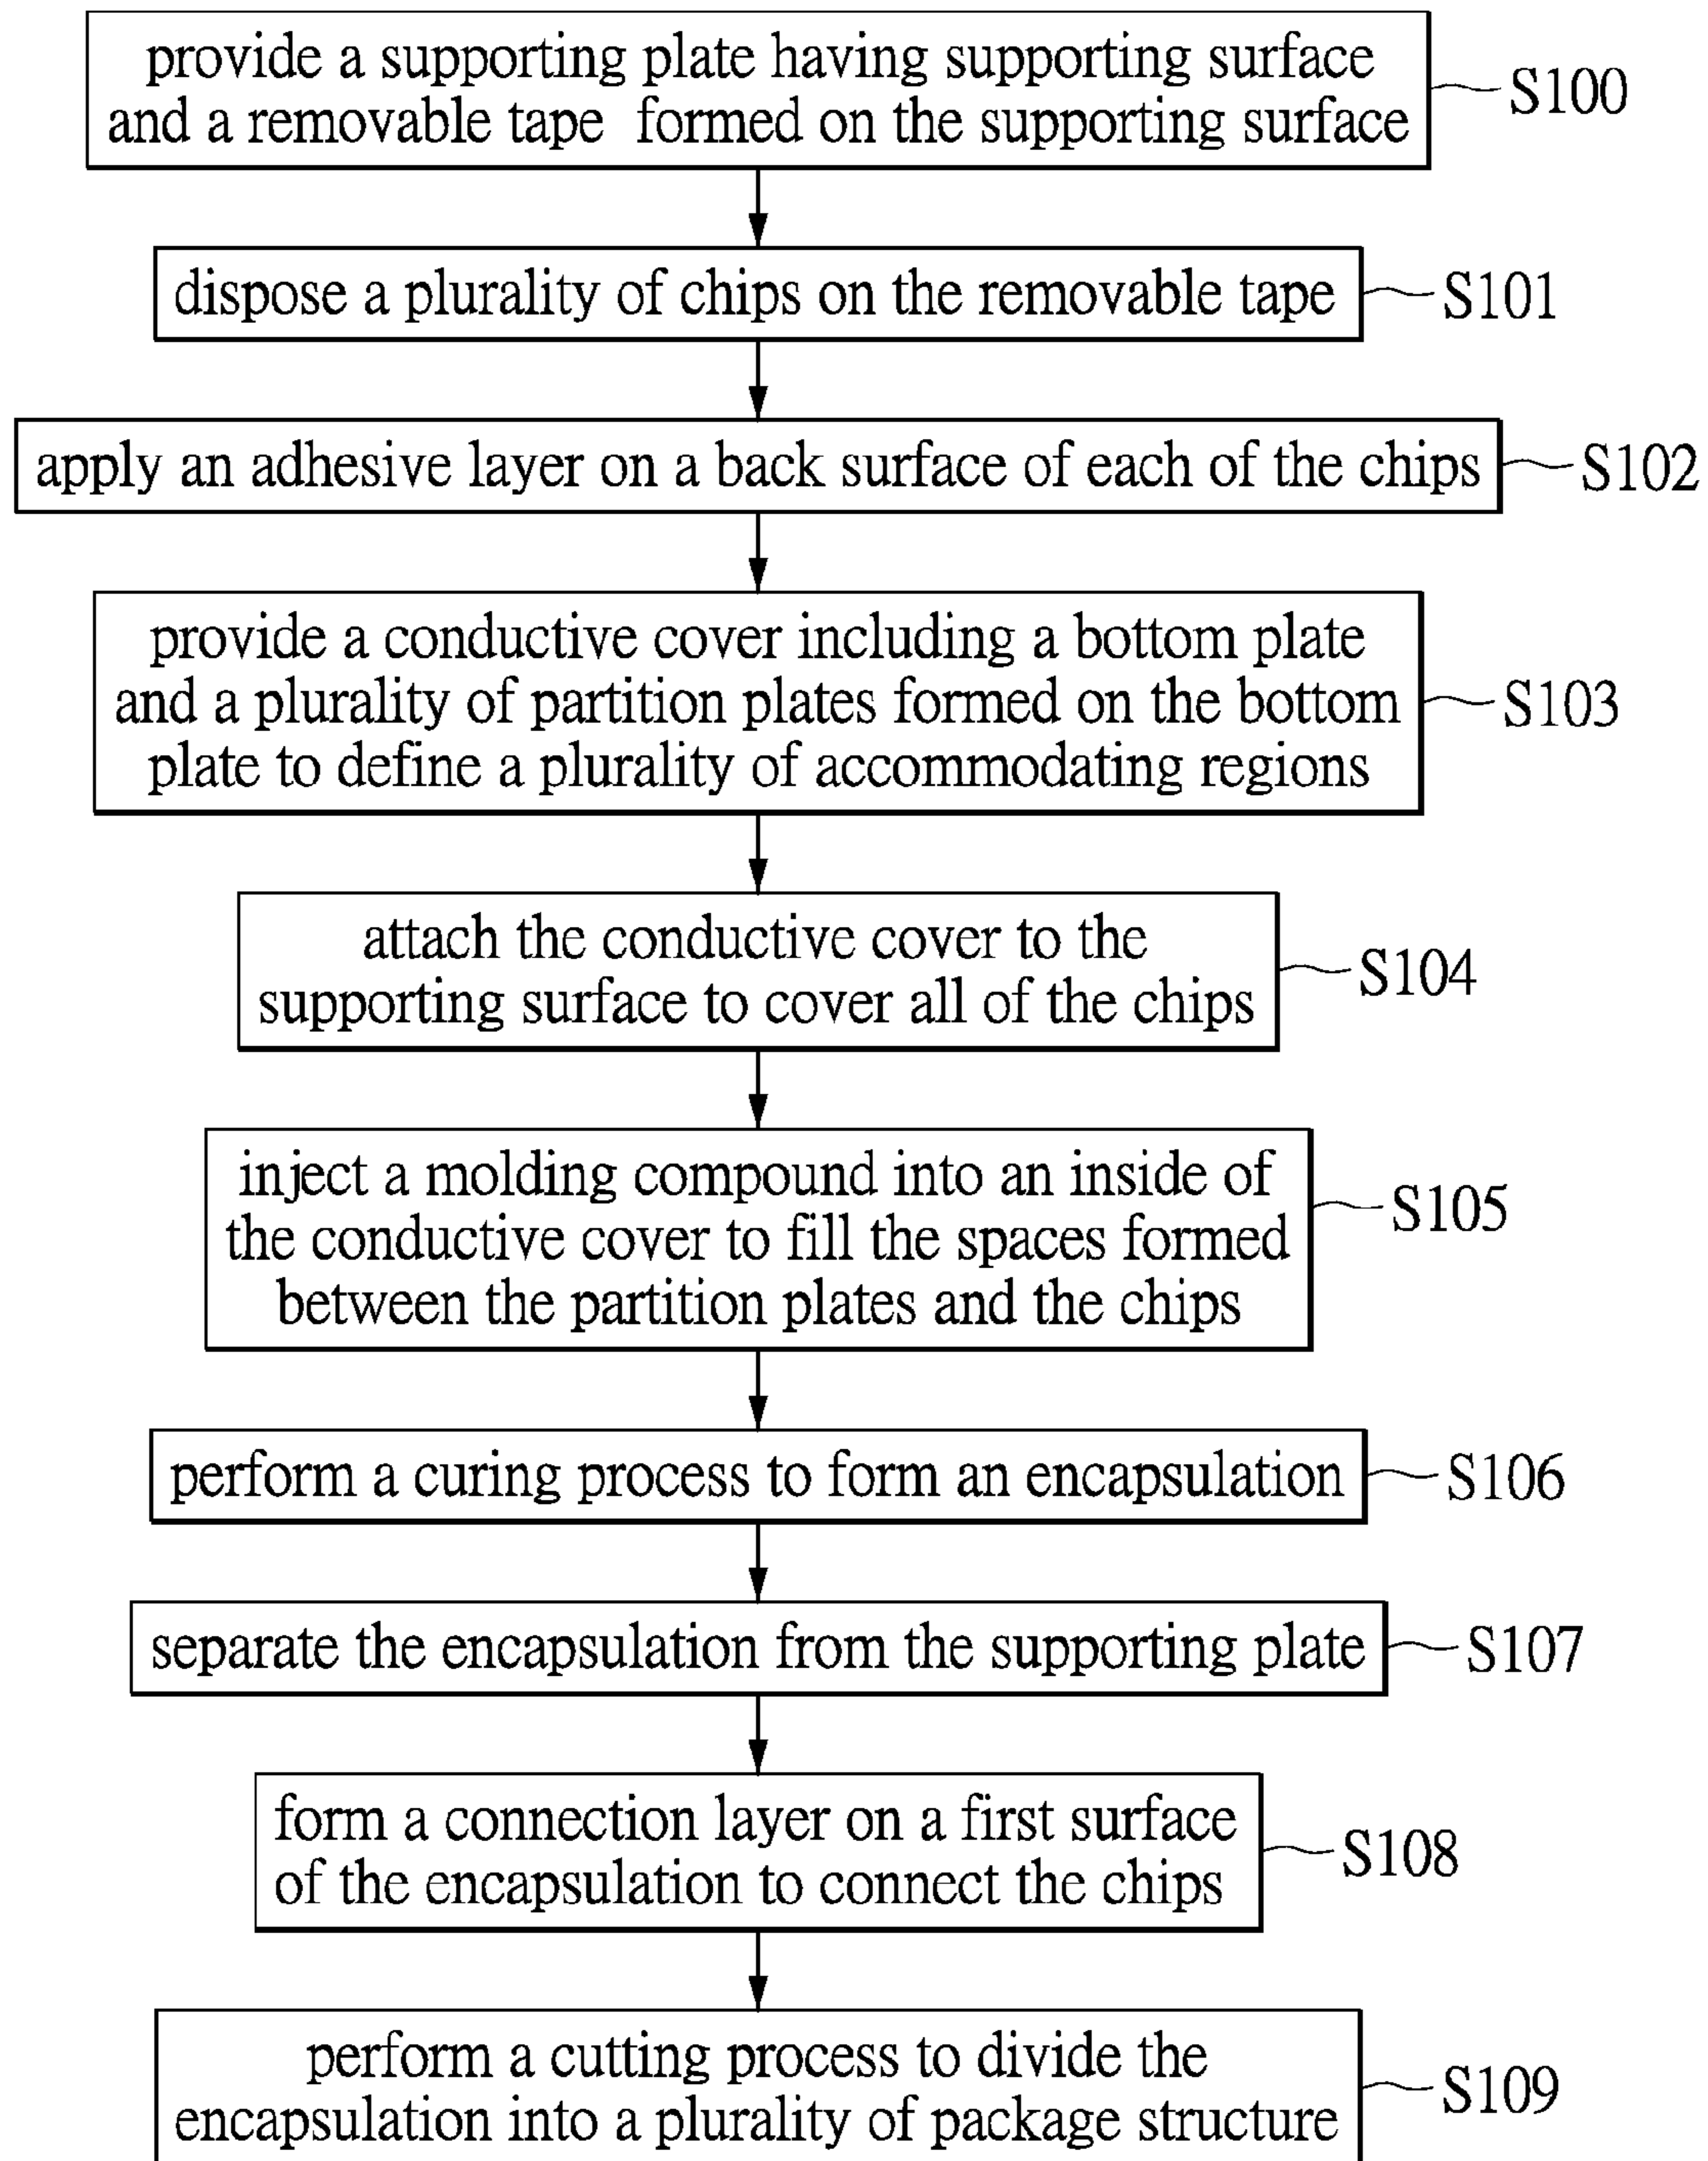 provide a supporting plate having supporting surface
and a removable tape formed on the supporting surface
S100
dispose a plurality of chips on the removable tape
S101
apply an adhesive layer on a back surface of each of the chips
S102
provide a conductive cover including a bottom plate
and a plurality of partition plates formed on the bottom
plate to define a plurality of accommodating regions
S103
attach the conductive cover to the
supporting surface to cover all of the chips
S104
inject a molding compound into an inside of
the conductive cover to fill the spaces formed
between the partition plates and the chips
S105
perform a curing process to form an encapsulation
S106
separate the encapsulation from the supporting plate
S107
form a connection layer on a first surface
of the encapsulation to connect the chips
S108
perform a cutting process to divide the
encapsulation into a plurality of package structure
S109